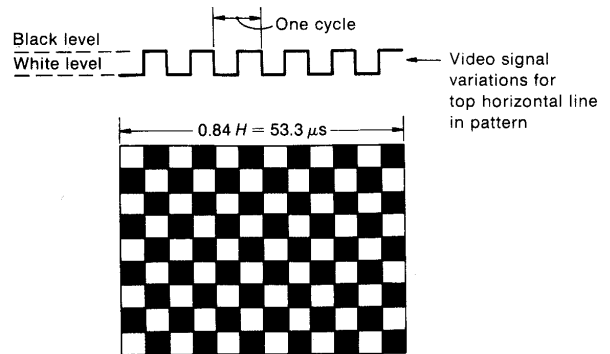 One cycle
Black level
White level
Video signal
variations for
top horizontal line
in pattern
0.84 H = 53.3 μs